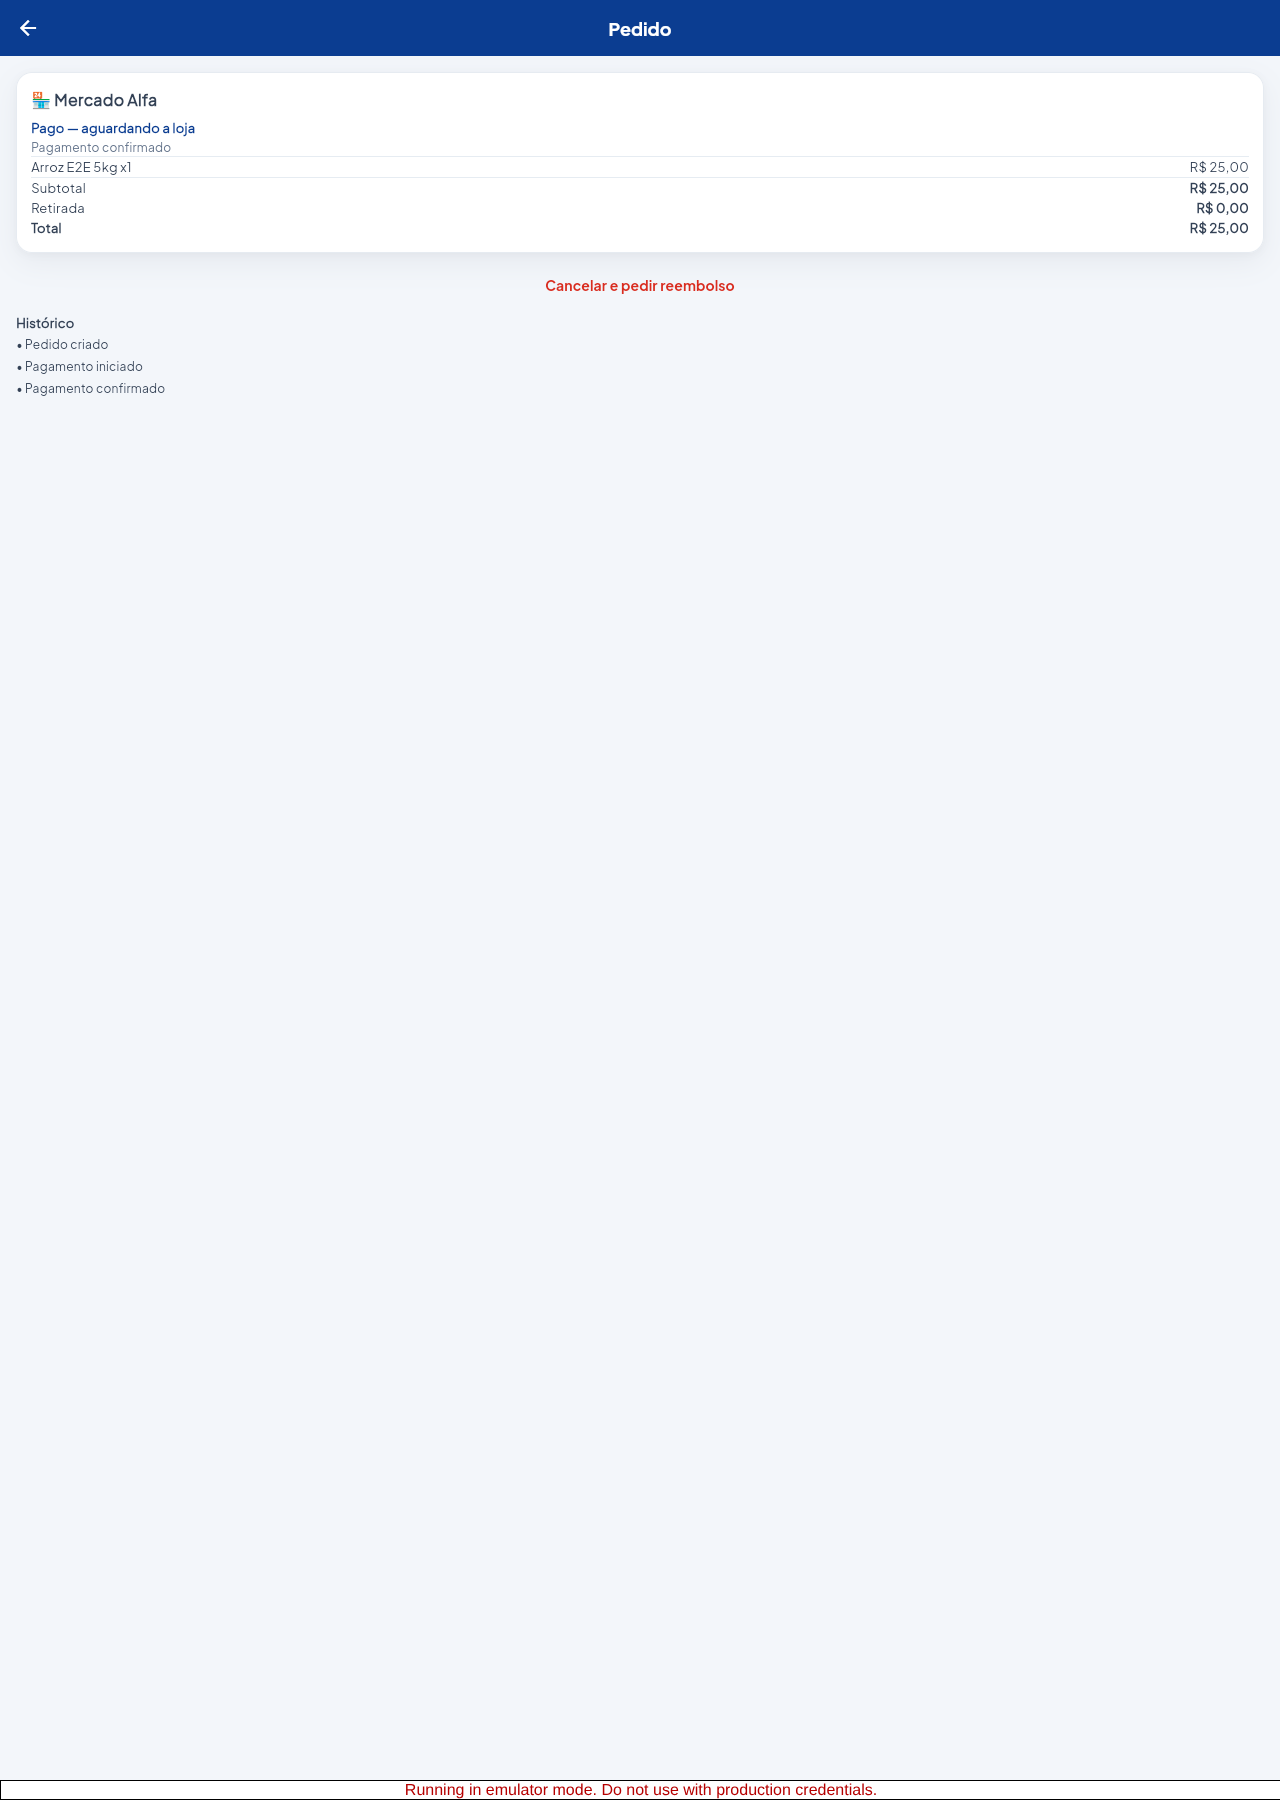 Pedido
Mercado Alfa
Pago — aguardando a loja
Pagamento confirmado
Arroz E2E 5kg x1 R$ 25,00
Subtotal R$ 25,00
Retirada R$ 0,00
Total R$ 25,00
Cancelar e pedir reembolso
Histórico
• Pedido criado
• Pagamento iniciado
• Pagamento confirmado
Running in emulator mode. Do not use with production credentials.